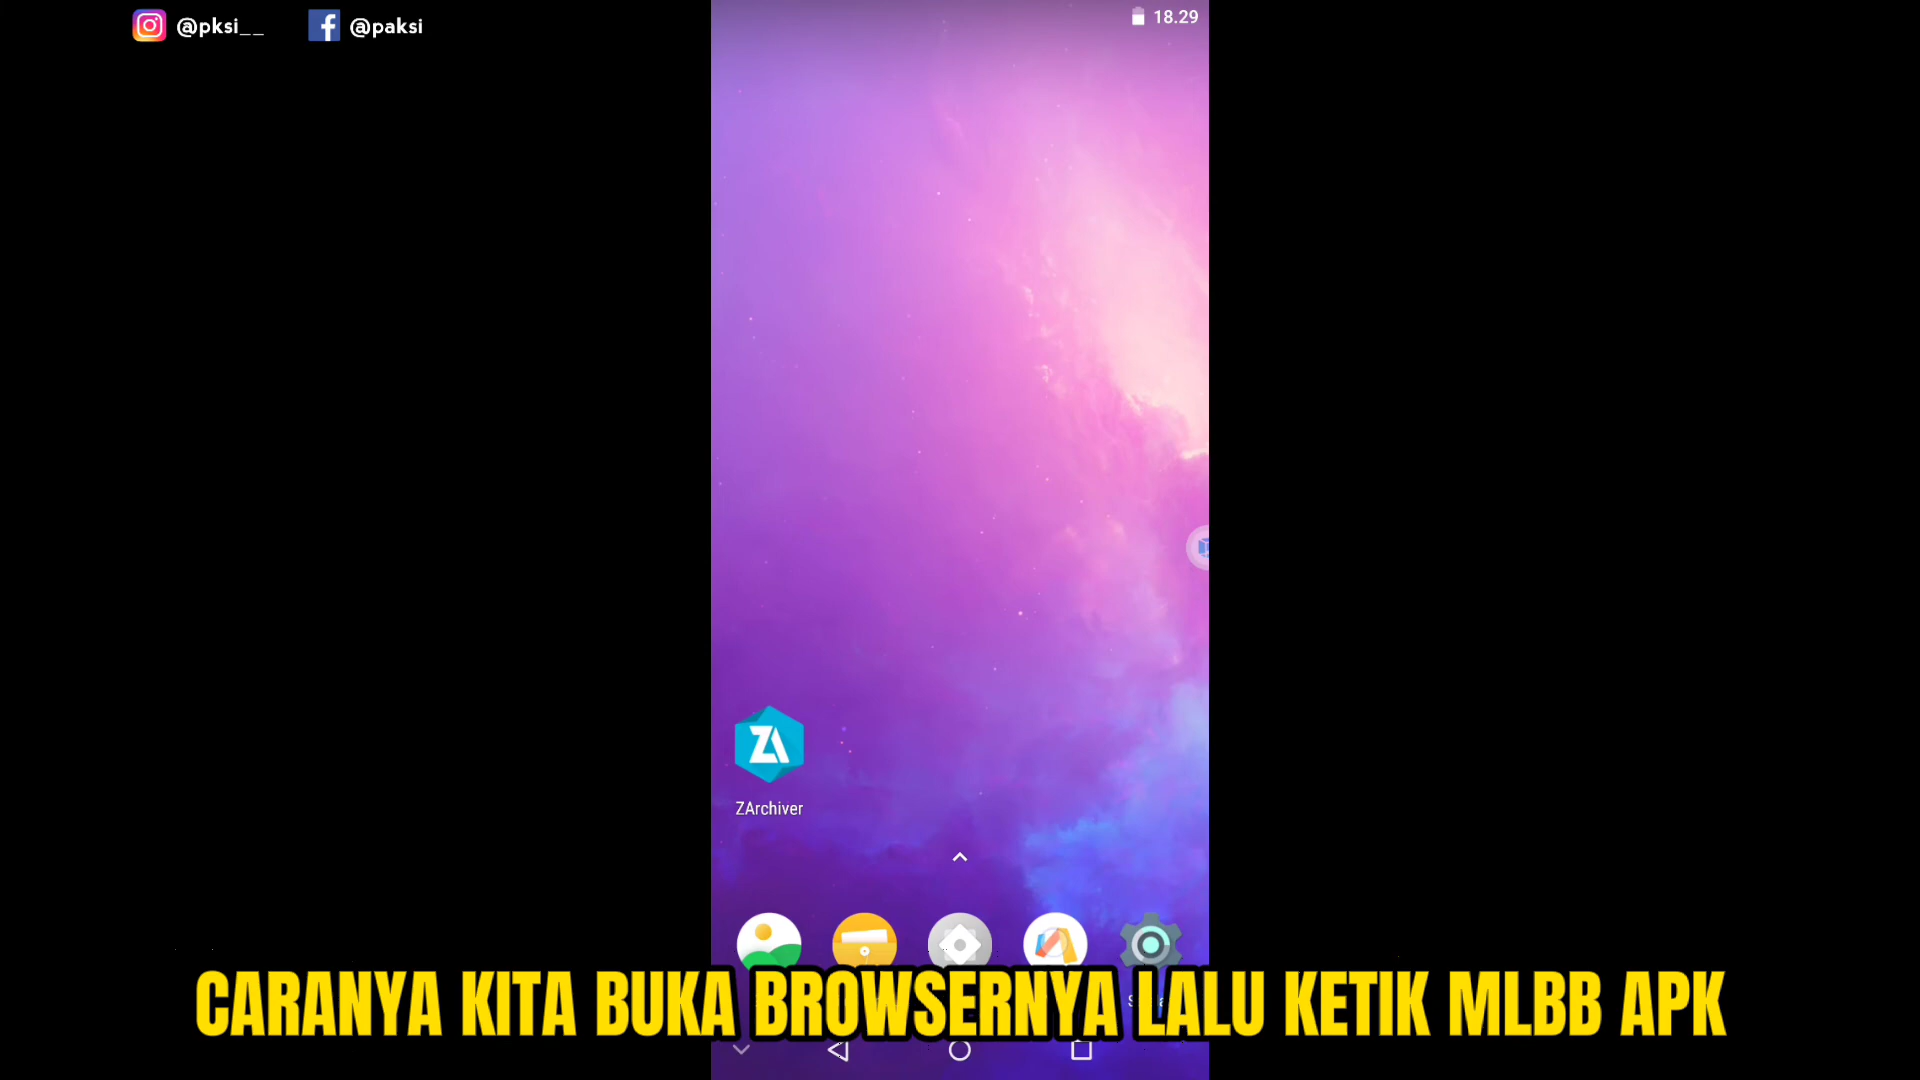 @pksi__ @paksi
18.29
ZArchiver
CARANYA KITA BUKA BROWSERNYA LALU KETIK MLBB APK